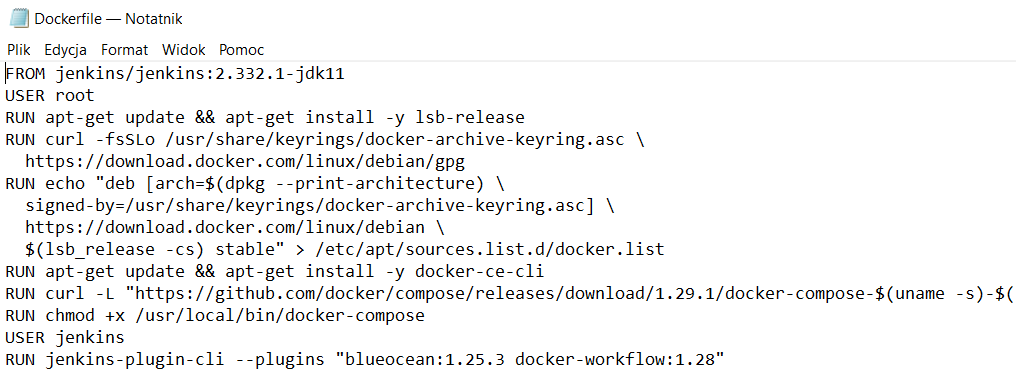 Dockerfile — Notatnik
Plik Edycja Format Widok Pomoc
FROM jenkins/jenkins:2.332.1-jdk11
USER root
RUN apt-get update && apt-get install -y lsb-release
RUN curl -fsSLo /usr/share/keyrings/docker-archive-keyring.asc \
  https://download.docker.com/linux/debian/gpg
RUN echo "deb [arch=$(dpkg --print-architecture) \
  signed-by=/usr/share/keyrings/docker-archive-keyring.asc] \
  https://download.docker.com/linux/debian \
  $(lsb_release -cs) stable" > /etc/apt/sources.list.d/docker.list
RUN apt-get update && apt-get install -y docker-ce-cli
RUN curl -L "https://github.com/docker/compose/releases/download/1.29.1/docker-compose-$(uname -s)-$(
RUN chmod +x /usr/local/bin/docker-compose
USER jenkins
RUN jenkins-plugin-cli --plugins "blueocean:1.25.3 docker-workflow:1.28"